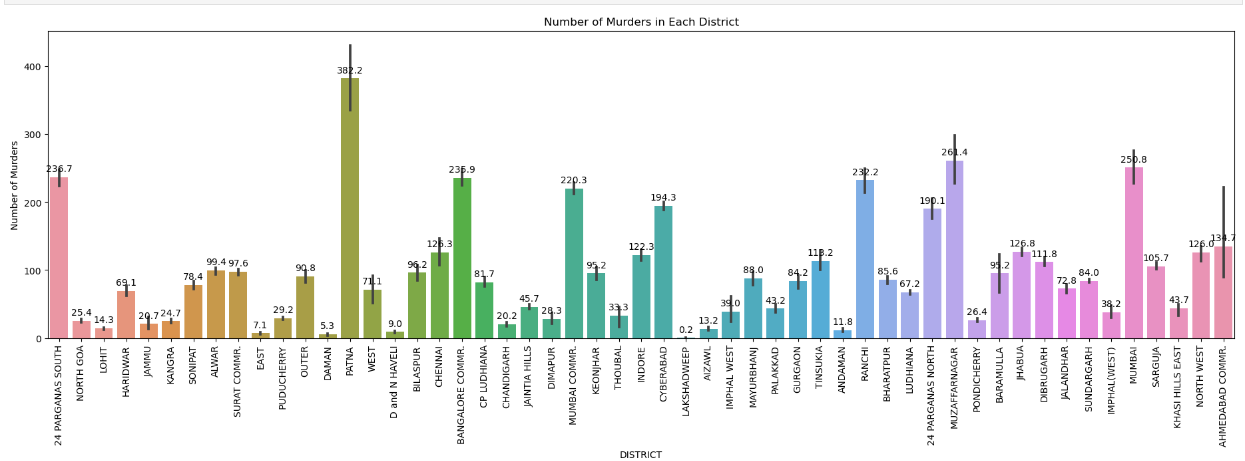 Number of Murders in Each District
Number of Murders
400
300
200
100
0
236.7
25.4
14.3
69.1
20.7
24.7
78.4
99.4
97.6
7.1
29.2
90.8
5.3
382.2
71.1
9.0
96.2
126.3
235.9
81.7
20.2
45.7
28.3
220.3
95.2
33.3
122.3
194.3
0.2
13.2
39.0
88.0
43.2
84.2
113.2
11.8
232.2
85.6
67.2
190.1
261.4
26.4
95.2
126.8
111.8
72.8
84.0
38.2
250.8
105.7
43.7
126.0
134.7
24 PARGANAS SOUTH
NORTH GOA
LOHIT
HARIDWAR
JAMMU
KANGRA
SONIPAT
ALWAR
SURAT COMMR.
EAST
PUDUCHERRY
OUTER
DAMAN
PATNA
WEST
D and N HAVELI
BILASPUR
CHENNAI
BANGALORE COMMR.
CP LUDHIANA
CHANDIGARH
JAINTIA HILLS
DIMAPUR
MUMBAI COMMR.
KEONJHAR
THOUBAL
INDORE
CYBERABAD
LAKSHADWEEP
AIZAWL
IMPHAL WEST
MAYURBHANJ
PALAKKAD
GURGAON
TINSUKIA
ANDAMAN
RANCHI
BHARATPUR
LUDHIANA
24 PARGANAS NORTH
MUZAFFARNAGAR
PONDICHERRY
BARAMULLA
JHABUA
DIBRUGARH
JALANDHAR
SUNDARGARH
IMPHAL(WEST)
MUMBAI
SARGUJA
KHASI HILLS EAST
NORTH WEST
AHMEDABAD COMMR.
DISTRICT